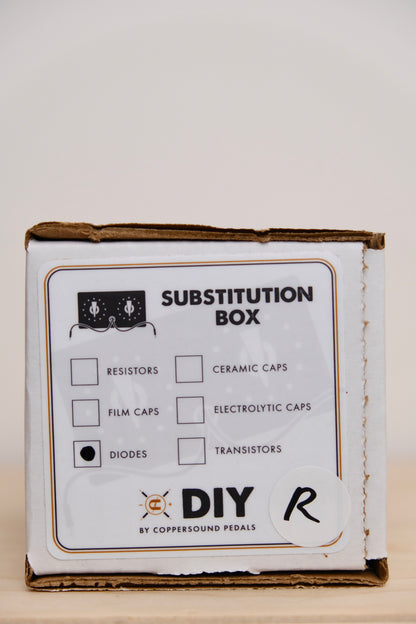 SUBSTITUTION
BOX
RESISTORS
CERAMIC CAPS
FILM CAPS
ELECTROLYTIC CAPS
DIODES
TRANSISTORS
DIY
BY COPPERSOUND PEDALS
R